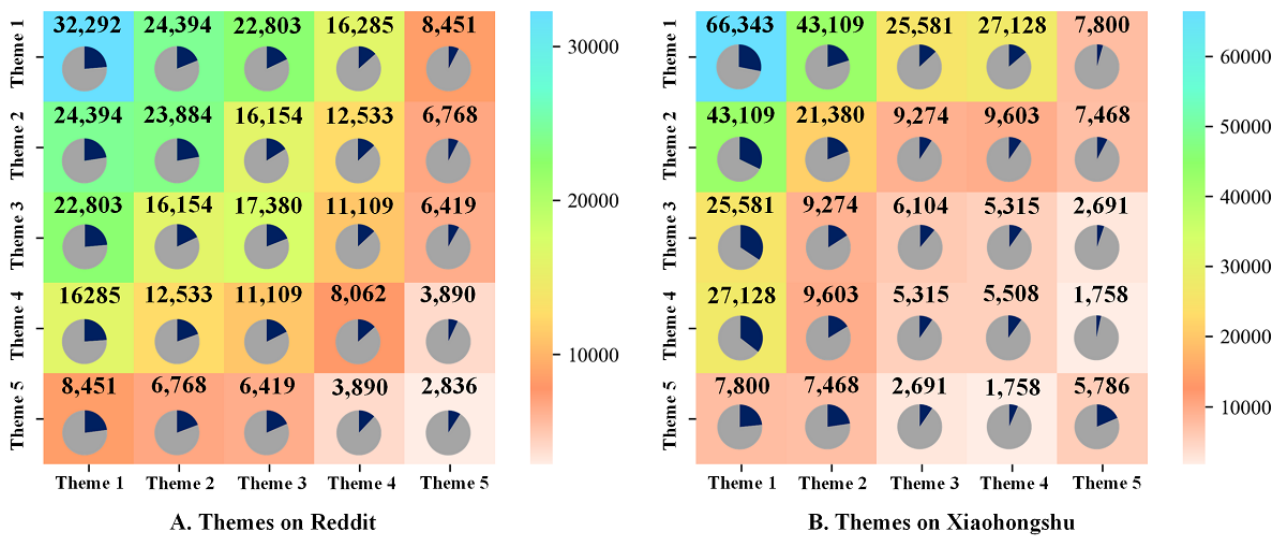 32,292 24,394 22,803 16,285 8,451
Theme 1
24,394 23,884 16,154 12,533 6,768
Theme 2
22,803 16,154 17,380 11,109 6,419
Theme 3
16285 12,533 11,109 8,062 3,890
Theme 4
8,451 6,768 6,419 3,890 2,836
Theme 5
Theme 1 Theme 2 Theme 3 Theme 4 Theme 5
30000
20000
10000
A. Themes on Reddit
66,343 43,109 25,581 27,128 7,800
Theme 1
43,109 21,380 9,274 9,603 7,468
Theme 2
25,581 9,274 6,104 5,315 2,691
Theme 3
27,128 9,603 5,315 5,508 1,758
Theme 4
7,800 7,468 2,691 1,758 5,786
Theme 5
Theme 1 Theme 2 Theme 3 Theme 4 Theme 5
60000
50000
40000
30000
20000
10000
B. Themes on Xiaohongshu